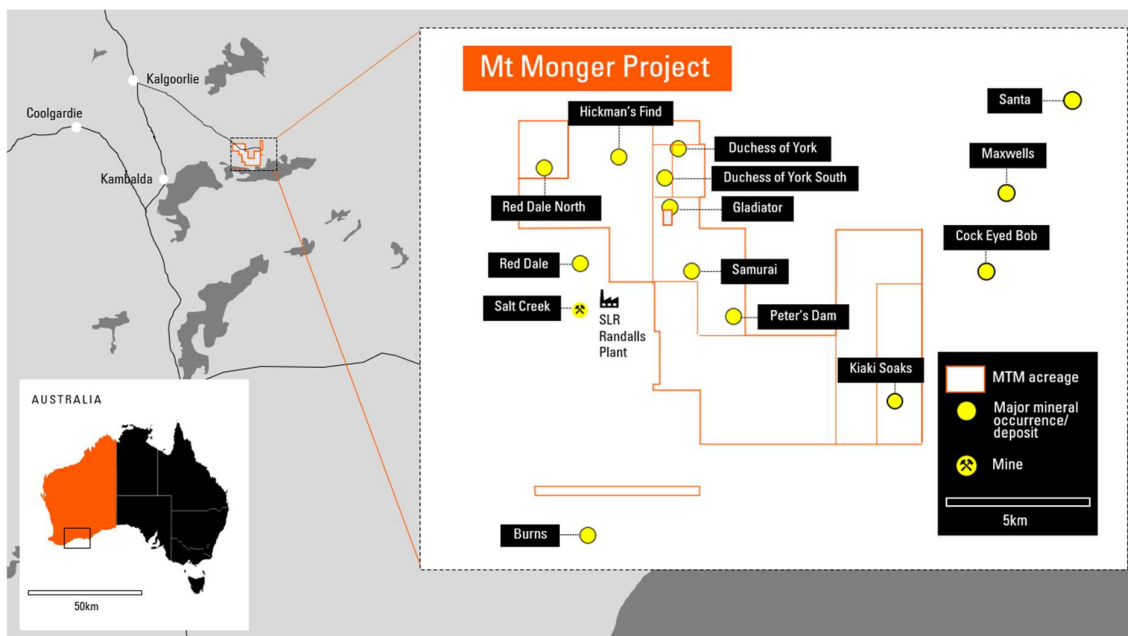 Mt Monger Project
Kalgoorlie
Coolgardie
Kambalda
Hickman's Find
Santa
Duchess of York
Maxwells
Duchess of York South
Red Dale North
Gladiator
Cock Eyed Bob
Red Dale
Samurai
Salt Creek
SLR
Randalls
Plant
Peter's Dam
Kiaki Soaks
MTM acreage
Major mineral
occurrence/
deposit
Mine
5km
Burns
AUSTRALIA
50km